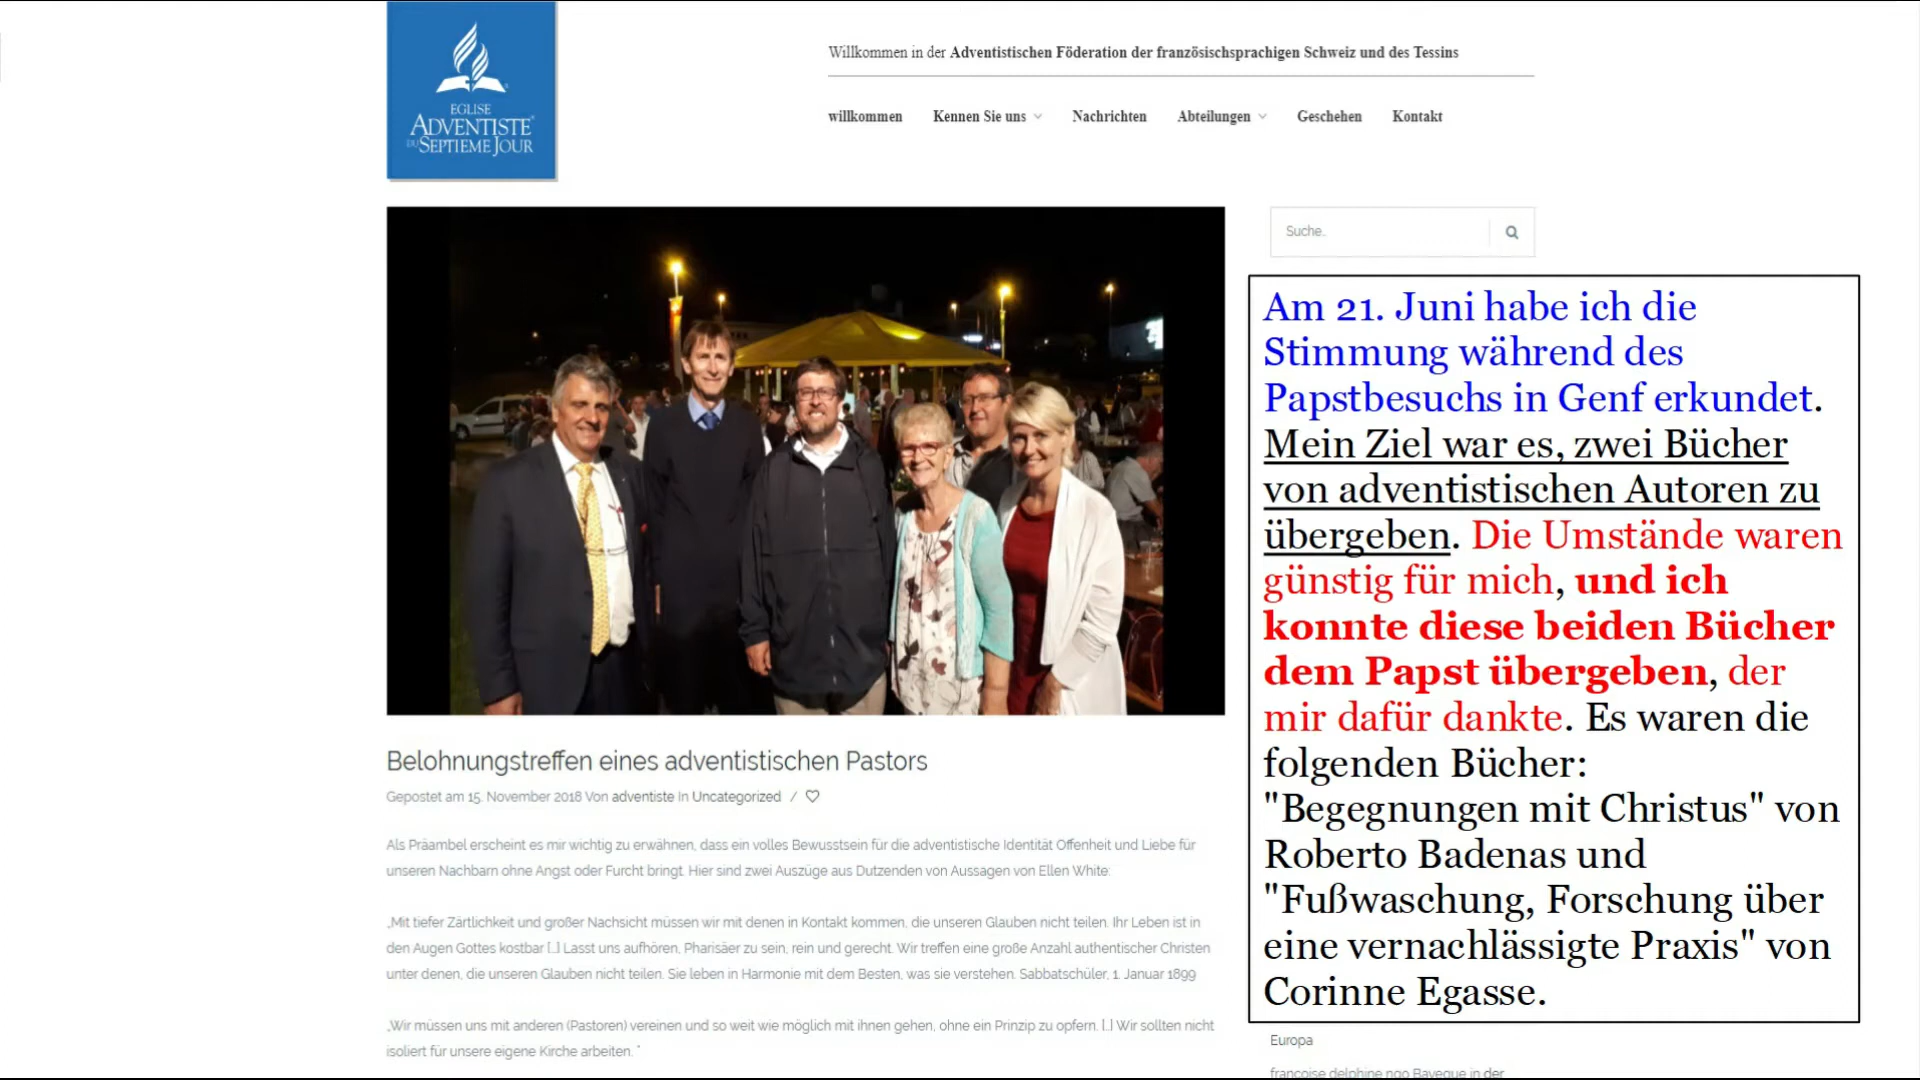 EGLISE
ADVENTISTE
DU SEPTIEME JOUR
Willkommen in der Adventistischen Föderation der französischsprachigen Schweiz und des Tessins
willkommen Kennen Sie uns Nachrichten Abteilungen Geschehen Kontakt
Suche..
Am 21. Juni habe ich die
Stimmung während des
Papstbesuchs in Genf erkundet.
Mein Ziel war es, zwei Bücher
von adventistischen Autoren zu
übergeben. Die Umstände waren
günstig für mich, und ich
konnte diese beiden Bücher
dem Papst übergeben, der
mir dafür dankte. Es waren die
folgenden Bücher:
"Begegnungen mit Christus" von
Roberto Badenas und
"Fußwaschung, Forschung über
eine vernachlässigte Praxis" von
Corinne Egasse.
Belohnungstreffen eines adventistischen Pastors
Gepostet am 15. November 2018 Von adventiste In Uncategorized /
Als Präambel erscheint es mir wichtig zu erwähnen, dass ein volles Bewusstsein für die adventistische Identität Offenheit und Liebe für
unseren Nachbarn ohne Angst oder Furcht bringt. Hier sind zwei Auszüge aus Dutzenden von Aussagen von Ellen White:
„Mit tiefer Zärtlichkeit und großer Nachsicht müssen wir mit denen in Kontakt kommen, die unseren Glauben nicht teilen. Ihr Leben ist in
den Augen Gottes kostbar [...] Lasst uns aufhören, Pharisäer zu sein, rein und gerecht. Wir treffen eine große Anzahl authentischer Christen
unter denen, die unseren Glauben nicht teilen. Sie leben in Harmonie mit dem Besten, was sie verstehen. Sabbatschüler, 1. Januar 1899
„Wir müssen uns mit anderen (Pastoren) vereinen und so weit wie möglich mit ihnen gehen, ohne ein Prinzip zu opfern. [...] Wir sollten nicht
isoliert für unsere eigene Kirche arbeiten. "
Europa
francoise delphine ngo Bayeque in der